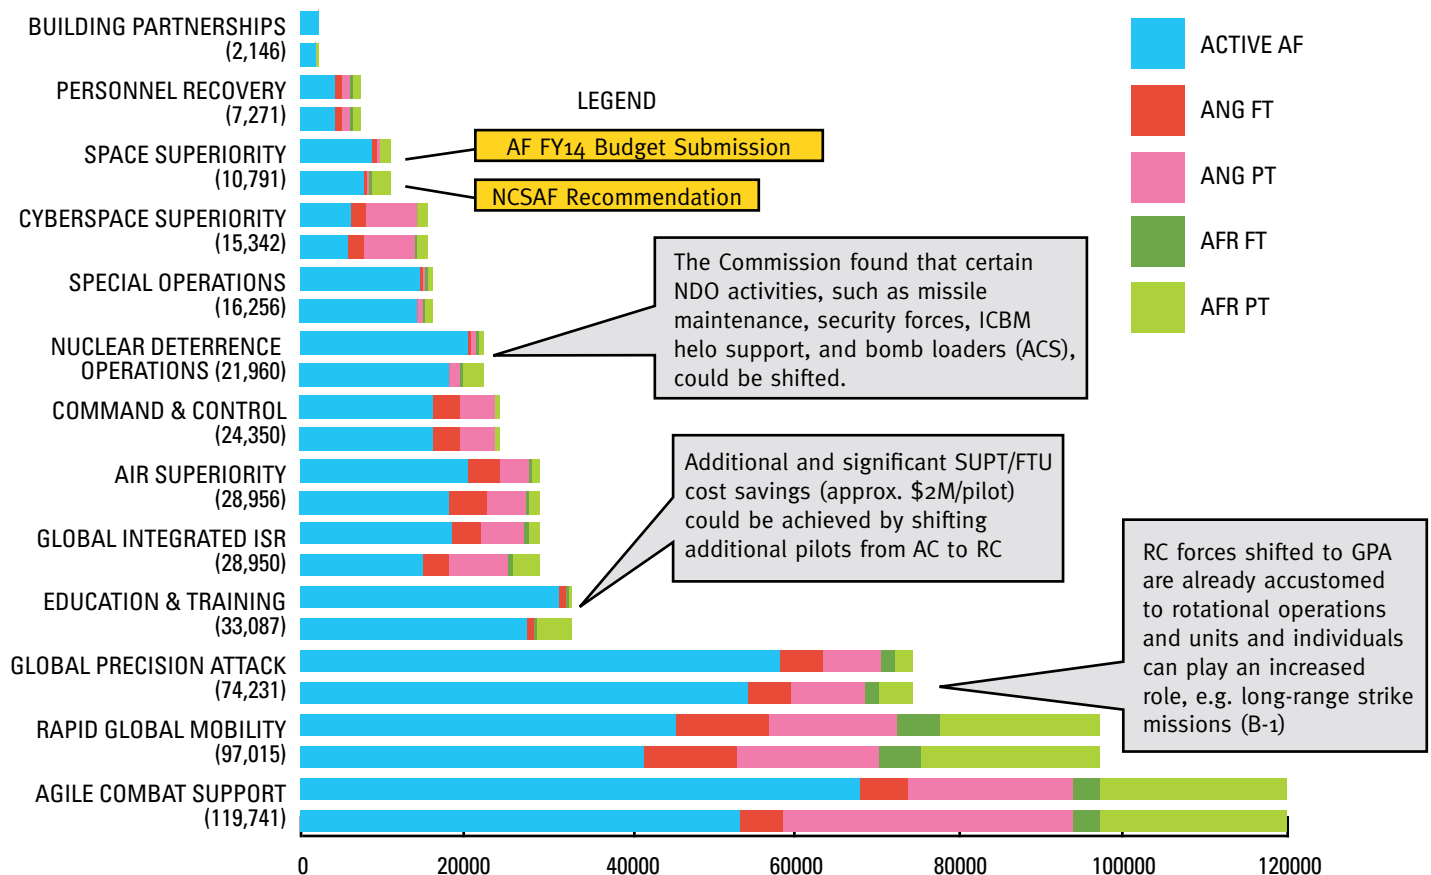 BUILDING PARTNERSHIPS
(2,146)
PERSONNEL RECOVERY
(7,271)
SPACE SUPERIORITY
(10,791)
CYBERSPACE SUPERIORITY
(15,342)
SPECIAL OPERATIONS
(16,256)
NUCLEAR DETERRENCE
OPERATIONS (21,960)
COMMAND & CONTROL
(24,350)
AIR SUPERIORITY
(28,956)
GLOBAL INTEGRATED ISR
(28,950)
EDUCATION & TRAINING
(33,087)
GLOBAL PRECISION ATTACK
(74,231)
RAPID GLOBAL MOBILITY
(97,015)
AGILE COMBAT SUPPORT
(119,741)
LEGEND
AF FY14 Budget Submission
NCSAF Recommendation
The Commission found that certain
NDO activities, such as missile
maintenance, security forces, ICBM
helo support, and bomb loaders (ACS),
could be shifted.
Additional and significant SUPT/FTU
cost savings (approx. $2M/pilot)
could be achieved by shifting
additional pilots from AC to RC
RC forces shifted to GPA
are already accustomed
to rotational operations
and units and individuals
can play an increased
role, e.g. long-range strike
missions (B-1)
ACTIVE AF
ANG FT
ANG PT
AFR FT
AFR PT
0 20000 40000 60000 80000 100000 120000